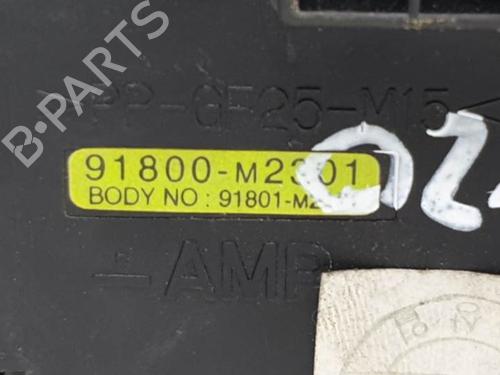 B-PARTS
>PP-GF25-M15<
91800-M2301
BODY NO : 91801-M2
AMP